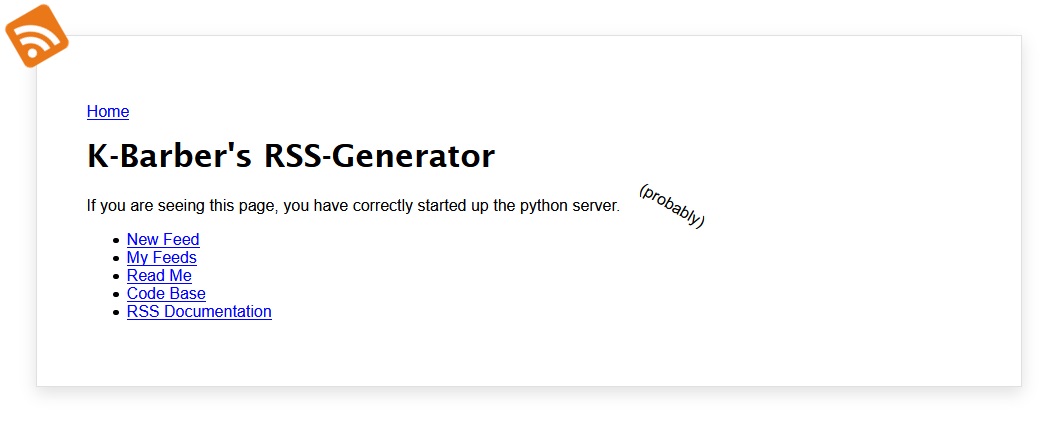 Home
K-Barber's RSS-Generator
If you are seeing this page, you have correctly started up the python server. (probably)
New Feed
My Feeds
Read Me
Code Base
RSS Documentation